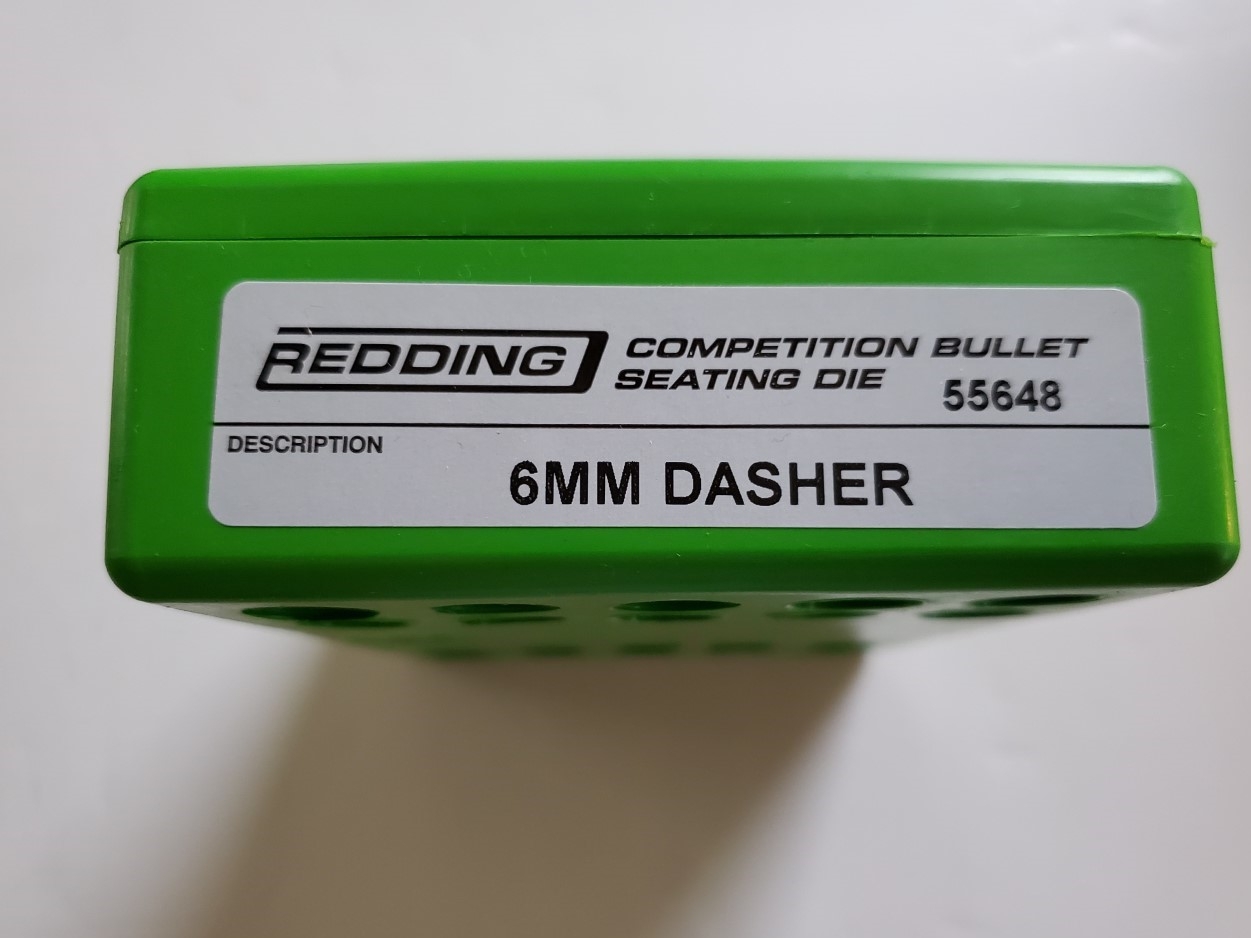 REDDING COMPETITION BULLET
SEATING DIE 55648
DESCRIPTION
6MM DASHER